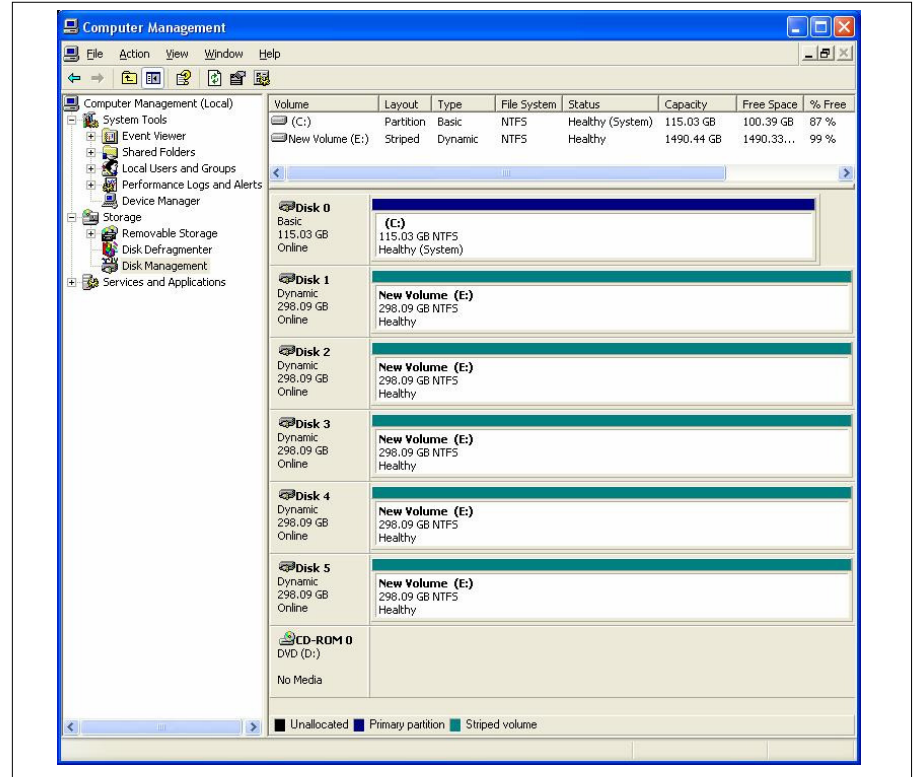 Computer Management
File Action View Window Help
Computer Management (Local)
System Tools
Event Viewer
Shared Folders
Local Users and Groups
Performance Logs and Alerts
Device Manager
Storage
Removable Storage
Disk Defragmenter
Disk Management
Services and Applications
Volume Layout Type File System Status Capacity Free Space % Free
(C:) Partition Basic NTFS Healthy (System) 115.03 GB 100.39 GB 87 %
New Volume (E:) Striped Dynamic NTFS Healthy 1490.44 GB 1490.33... 99 %
Disk 0
Basic
115.03 GB
Online
(C:)
115.03 GB NTFS
Healthy (System)
Disk 1
Dynamic
298.09 GB
Online
New Volume (E:)
298.09 GB NTFS
Healthy
Disk 2
Dynamic
298.09 GB
Online
New Volume (E:)
298.09 GB NTFS
Healthy
Disk 3
Dynamic
298.09 GB
Online
New Volume (E:)
298.09 GB NTFS
Healthy
Disk 4
Dynamic
298.09 GB
Online
New Volume (E:)
298.09 GB NTFS
Healthy
Disk 5
Dynamic
298.09 GB
Online
New Volume (E:)
298.09 GB NTFS
Healthy
CD-ROM 0
DVD (D:)
No Media
Unallocated Primary partition Striped volume